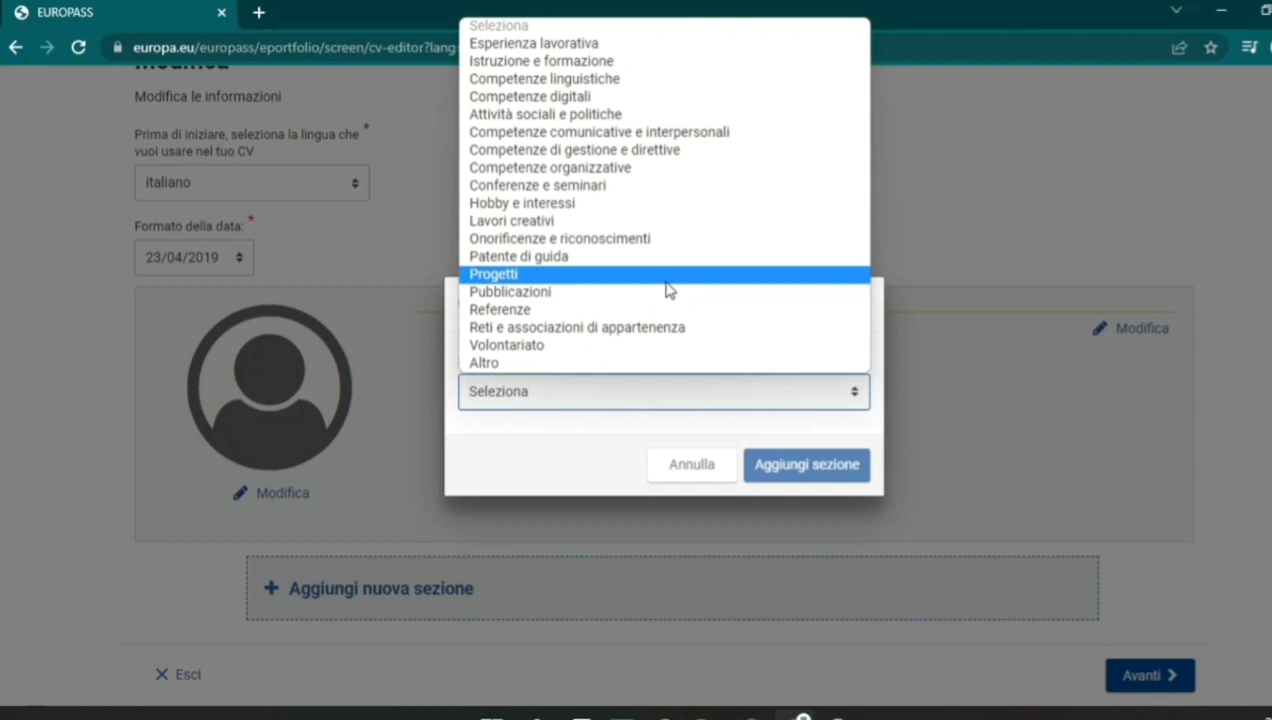 EUROPASS
europa.eu/europass/eportfolio/screen/cv-editor?lang
Modifica
Modifica le informazioni
Prima di iniziare, seleziona la lingua che *
vuoi usare nel tuo CV
italiano
Formato della data: *
23/04/2019
Modifica
Seleziona
Esperienza lavorativa
Istruzione e formazione
Competenze linguistiche
Competenze digitali
Attività sociali e politiche
Competenze comunicative e interpersonali
Competenze di gestione e direttive
Competenze organizzative
Conferenze e seminari
Hobby e interessi
Lavori creativi
Onorificenze e riconoscimenti
Patente di guida
Progetti
Pubblicazioni
Referenze
Reti e associazioni di appartenenza
Volontariato
Altro
Seleziona
Annulla
Aggiungi sezione
Modifica
+ Aggiungi nuova sezione
Esci
Avanti